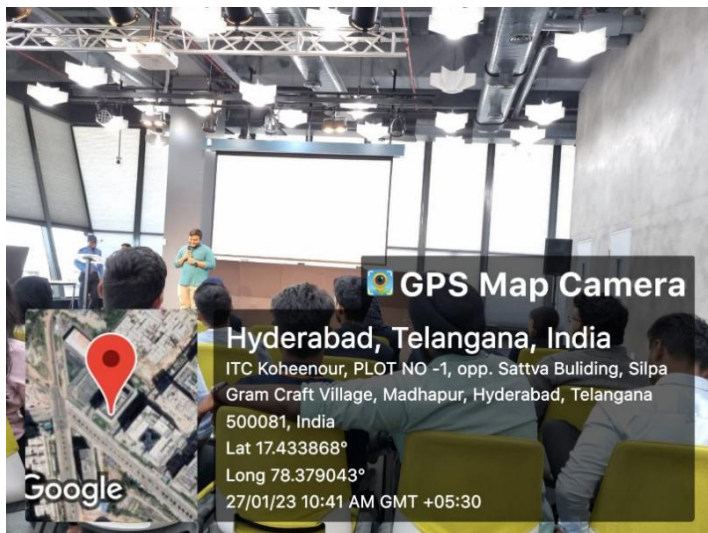 GPS Map Camera
Hyderabad, Telangana, India
ITC Koheenour, PLOT NO -1, opp. Sattva Buliding, Silpa
Gram Craft Village, Madhapur, Hyderabad, Telangana
500081, India
Lat 17.433868°
Long 78.379043°
27/01/23 10:41 AM GMT +05:30
Google